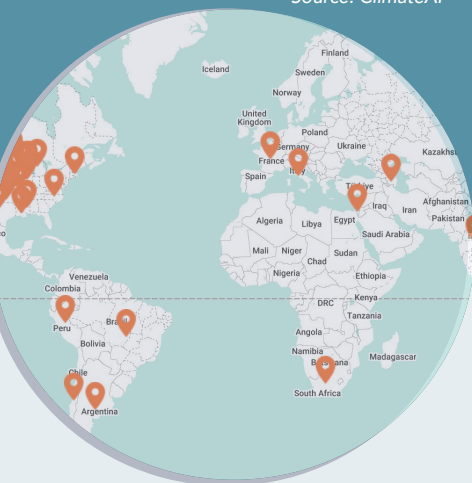 Source: ClimateAi
Finland
Iceland
Sweden
Norway
United
Kingdom
Poland
Germany
Ukraine
Kazakhs
France
Italy
Spain
Türkiye
Afghanistan
Iraq
Iran
Pakistan
Algeria
Libya
Egypt
Saudi Arabia
Mali
Niger
Chad
Sudan
Nigeria
Ethiopia
Venezuela
Colombia
Kenya
DRC
Tanzania
Peru
Brazil
Bolivia
Angola
Namibia
Botswana
Madagascar
Chile
South Africa
Argentina
co